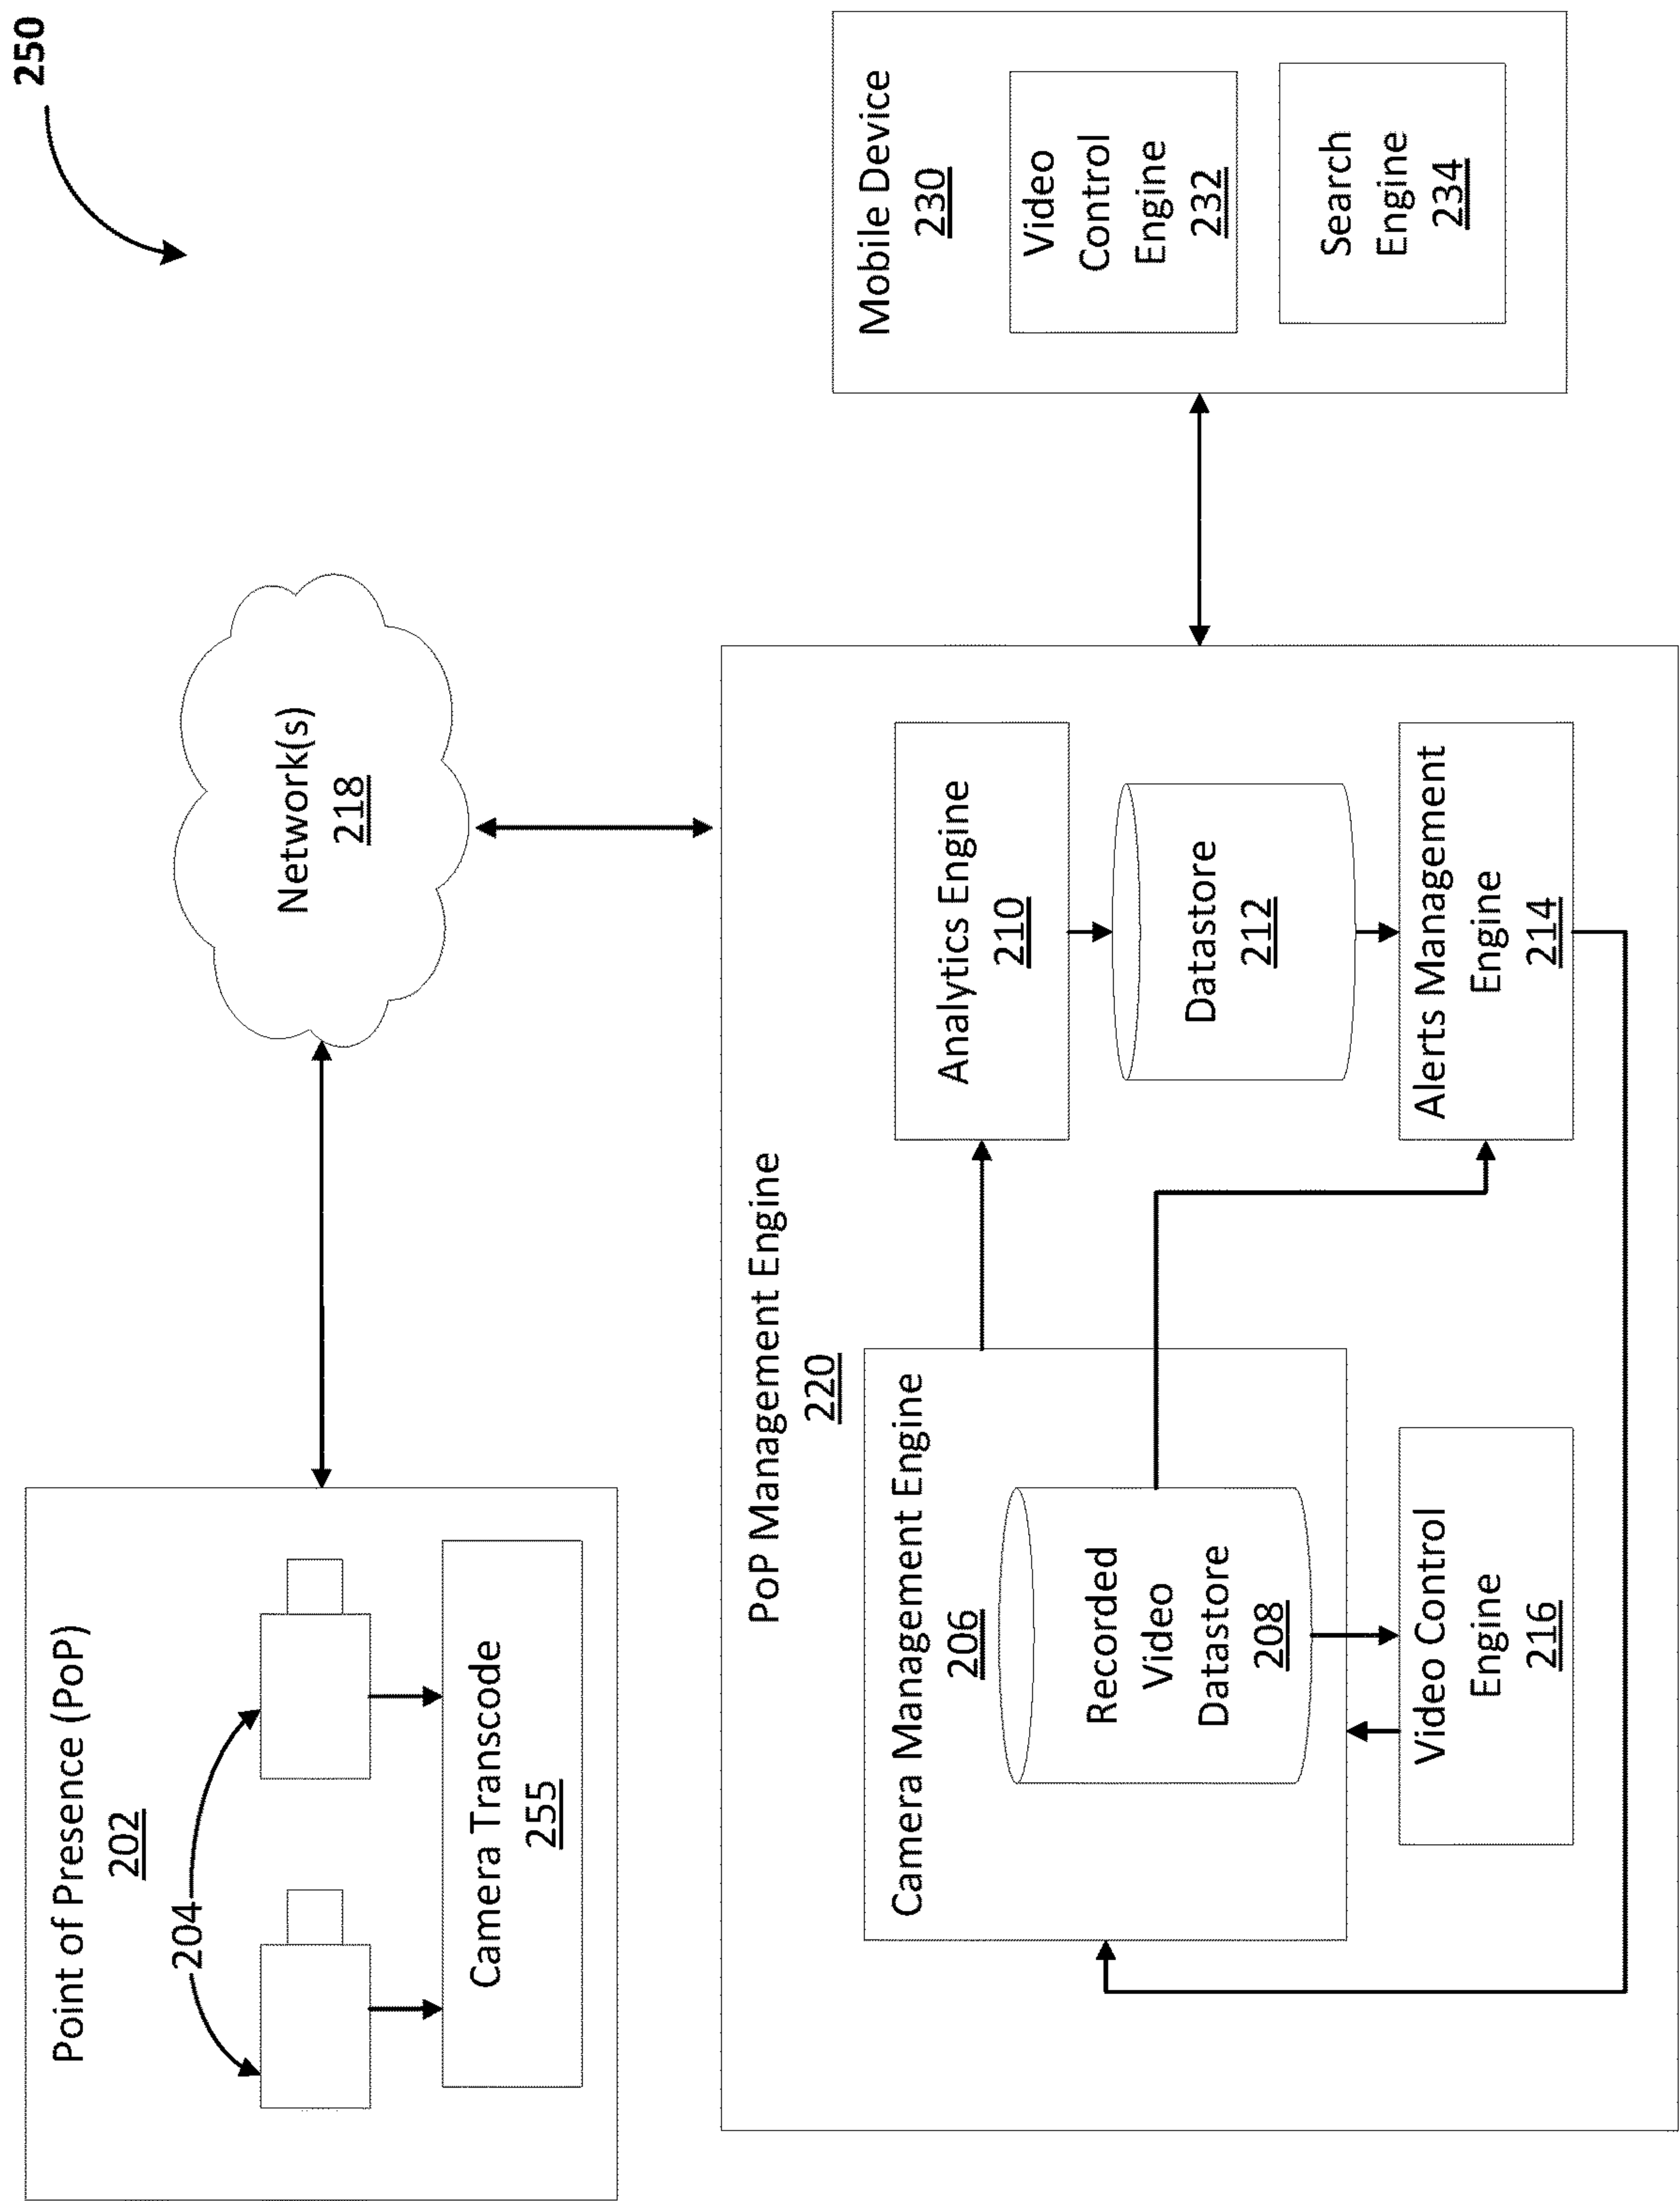 250
Point of Presence (PoP)
202
204
Camera Transcode
255
Network(s)
218
PoP Management Engine
220
Camera Management Engine
206
Recorded
Video
Datastore
208
Video Control
Engine
216
Analytics Engine
210
Datastore
212
Alerts Management
Engine
214
Mobile Device
230
Video
Control
Engine
232
Search
Engine
234